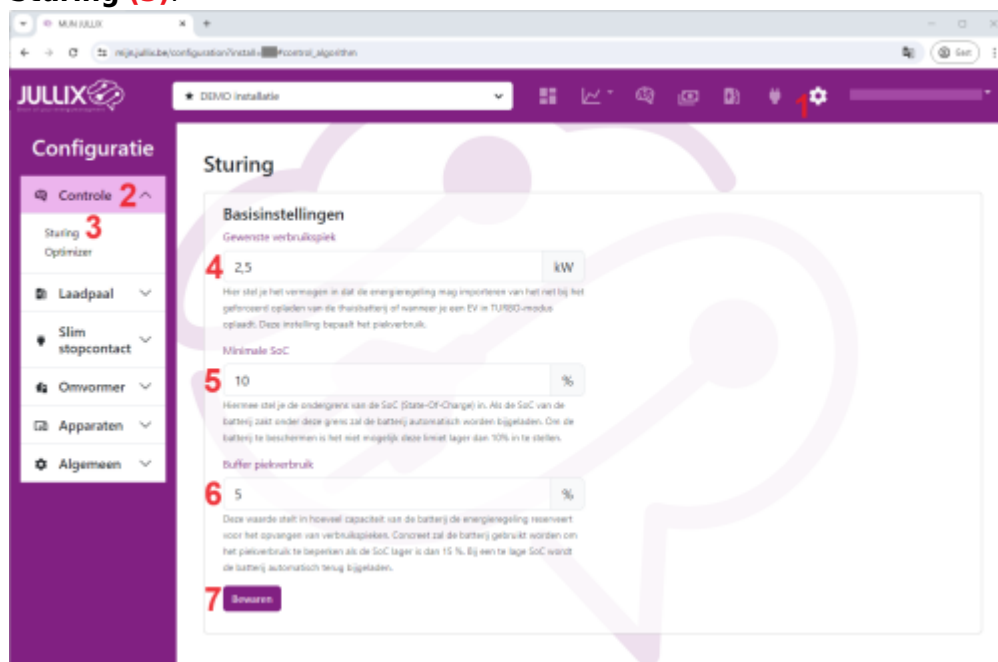 Sturing (3).
MIJN JULLIX
mijn.jullix.be/configuration?install= #control_algorithm
Gast
JULLIX
★ DEMO installatie
1
Configuratie
Controle 2
Sturing 3
Optimizer
Laadpaal
Slim
stopcontact
Omvormer
Apparaten
Algemeen
Sturing
Basisinstellingen
Gewenste verbruikspiek
4 2,5 kW
Hier stel je het vermogen in dat de energieregeling mag importeren van het net bij het
geforceerd opladen van de thuisbatterij of wanneer je een EV in TURBO-modus
oplaadt. Deze instelling bepaalt het piekverbruik.
Minimale SoC
5 10 %
Hiermee stel je de ondergrens van de SoC (State-Of-Charge) in. Als de SoC van de
batterij zakt onder deze grens zal de batterij automatisch worden bijgeladen. Om de
batterij te beschermen is het niet mogelijk deze limiet lager dan 10% in te stellen.
Buffer piekverbruik
6 5 %
Deze waarde stelt in hoeveel capaciteit van de batterij de energieregeling reserveert
voor het opvangen van verbruikspieken. Concreet zal de batterij gebruikt worden om
het piekverbruik te beperken als de SoC lager is dan 15 %. Bij een te lage SoC wordt
de batterij automatisch terug bijgeladen.
7 Bewaren